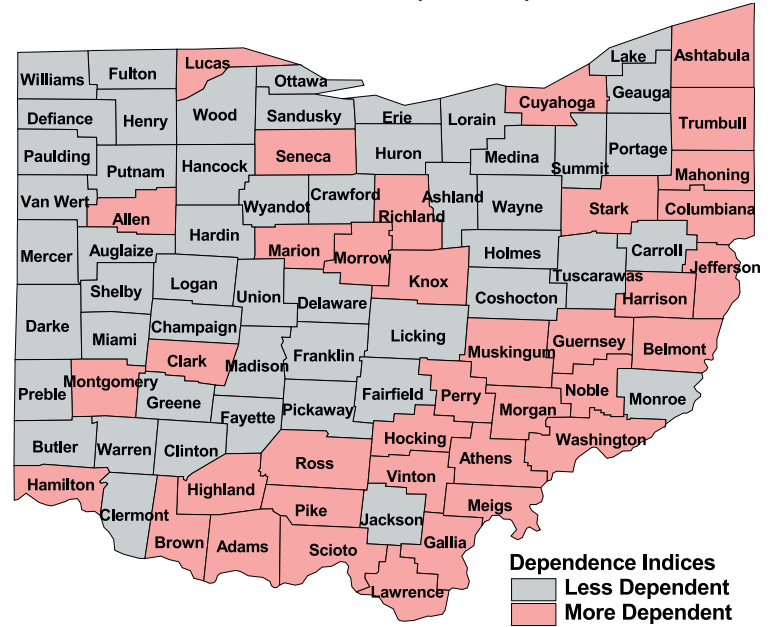 Lake
Ashtabula
Lucas
Williams
Fulton
Ottawa
Geauga
Cuyahoga
Defiance
Henry
Wood
Sandusky
Erie
Lorain
Trumbull
Paulding
Putnam
Hancock
Seneca
Huron
Medina
Summit
Portage
Mahoning
Van Wert
Allen
Wyandot
Crawford
Richland
Ashland
Wayne
Stark
Columbiana
Mercer
Auglaize
Hardin
Marion
Morrow
Holmes
Carroll
Jefferson
Tuscarawas
Shelby
Logan
Union
Delaware
Knox
Coshocton
Harrison
Darke
Miami
Champaign
Licking
Guernsey
Belmont
Clark
Madison
Franklin
Muskingum
Preble
Montgomery
Greene
Fayette
Pickaway
Fairfield
Perry
Morgan
Noble
Monroe
Butler
Warren
Clinton
Hocking
Washington
Athens
Ross
Vinton
Hamilton
Highland
Meigs
Clermont
Pike
Jackson
Brown
Adams
Scioto
Gallia
Lawrence
Dependence Indices
Less Dependent
More Dependent